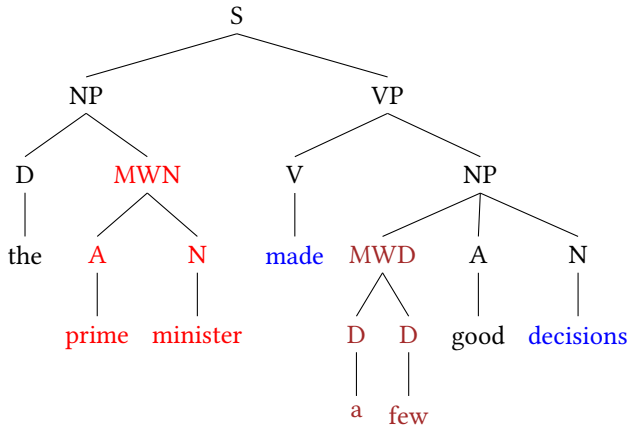 S
NP VP
D MWN V NP
the A N made MWD A N
prime minister D D good decisions
a few